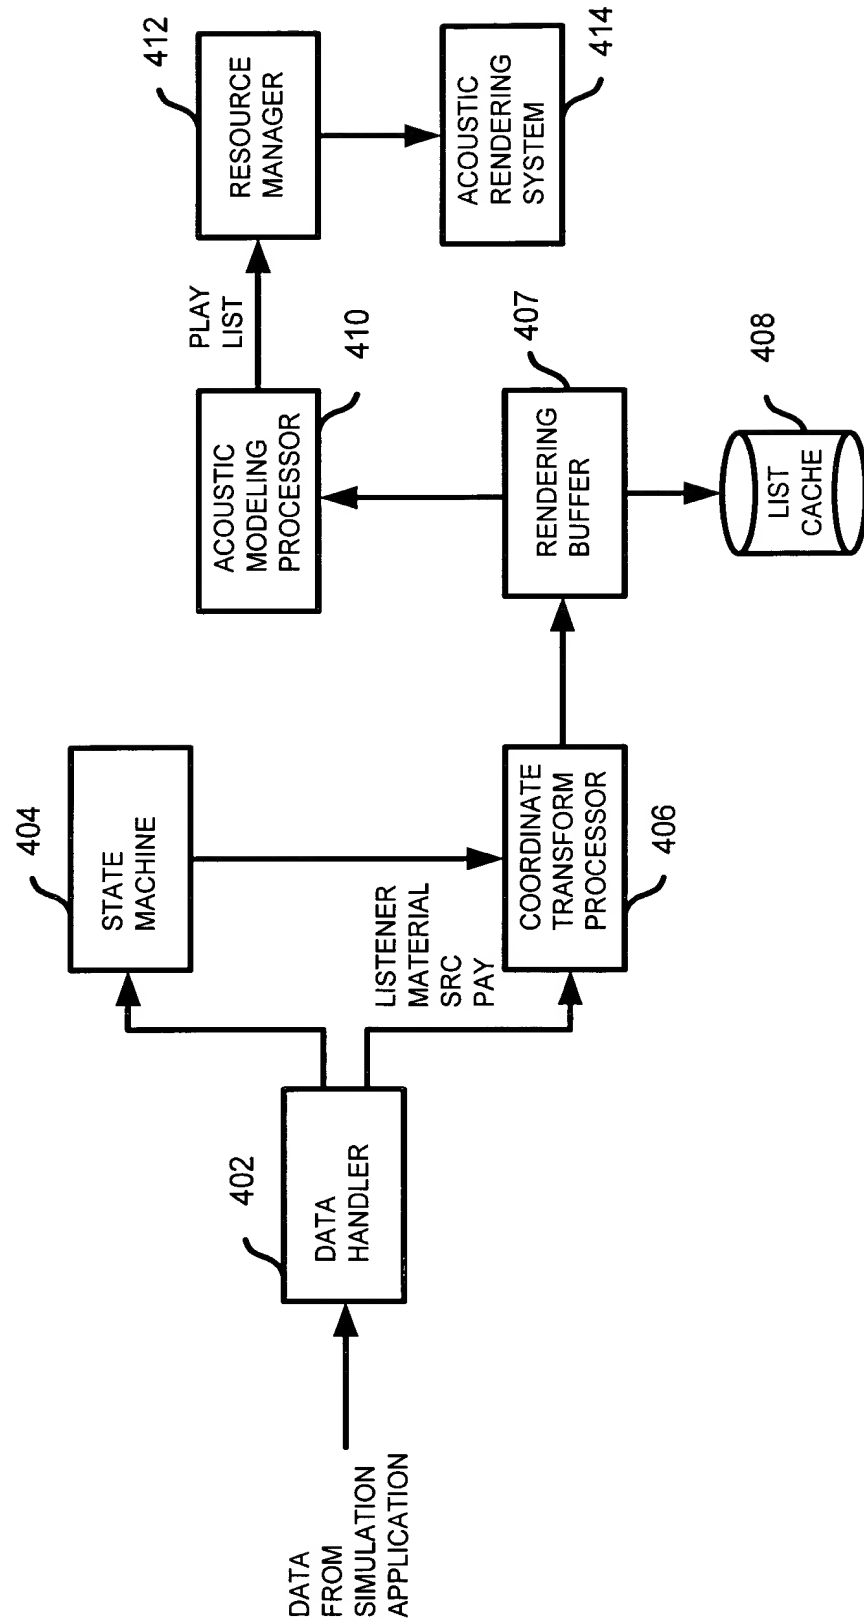 DATA
FROM
SIMULATION
APPLICATION
402
DATA
HANDLER
404
STATE
MACHINE
LISTENER
MATERIAL
SRC
PAY
COORDINATE
TRANSFORM
PROCESSOR
406
ACOUSTIC
MODELING
PROCESSOR
410
RENDERING
BUFFER
407
LIST
CACHE
408
PLAY
LIST
412
RESOURCE
MANAGER
ACOUSTIC
RENDERING
SYSTEM
414